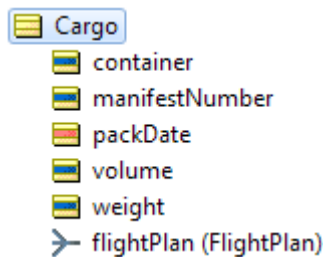 Cargo
container
manifestNumber
packDate
volume
weight
flightPlan (FlightPlan)